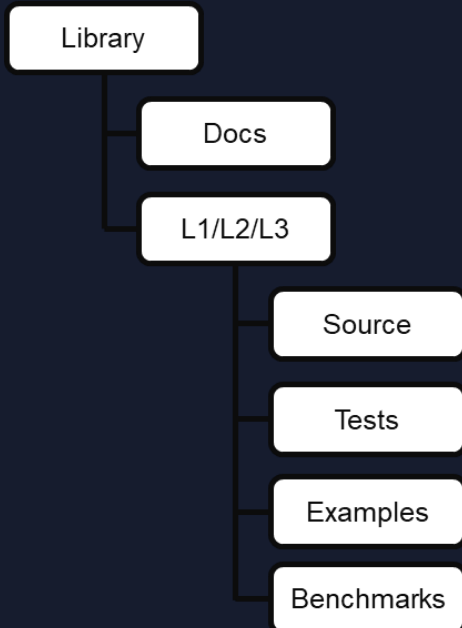 Library
Docs
L1/L2/L3
Source
Tests
Examples
Benchmarks